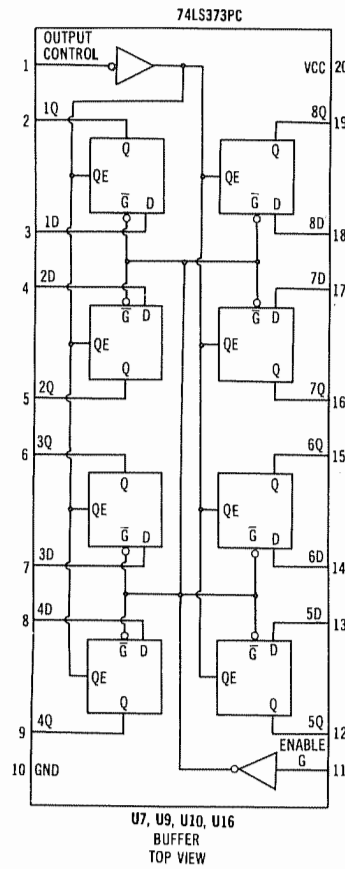 74LS373PC
OUTPUT
CONTROL
1
VCC 20
1Q
2
8Q
19
Q
Q
QE
QE
G̅ D
G̅ D
1D
3
8D
18
2D
4
7D
17
G̅ D
G̅ D
QE
QE
Q
Q
2Q
5
7Q
16
3Q
6
6Q
15
Q
Q
QE
QE
G̅ D
G̅ D
3D
7
6D
14
4D
8
5D
13
G̅ D
G̅ D
QE
QE
Q
Q
4Q
9
5Q
12
10 GND
ENABLE
G
11
U7, U9, U10, U16
BUFFER
TOP VIEW